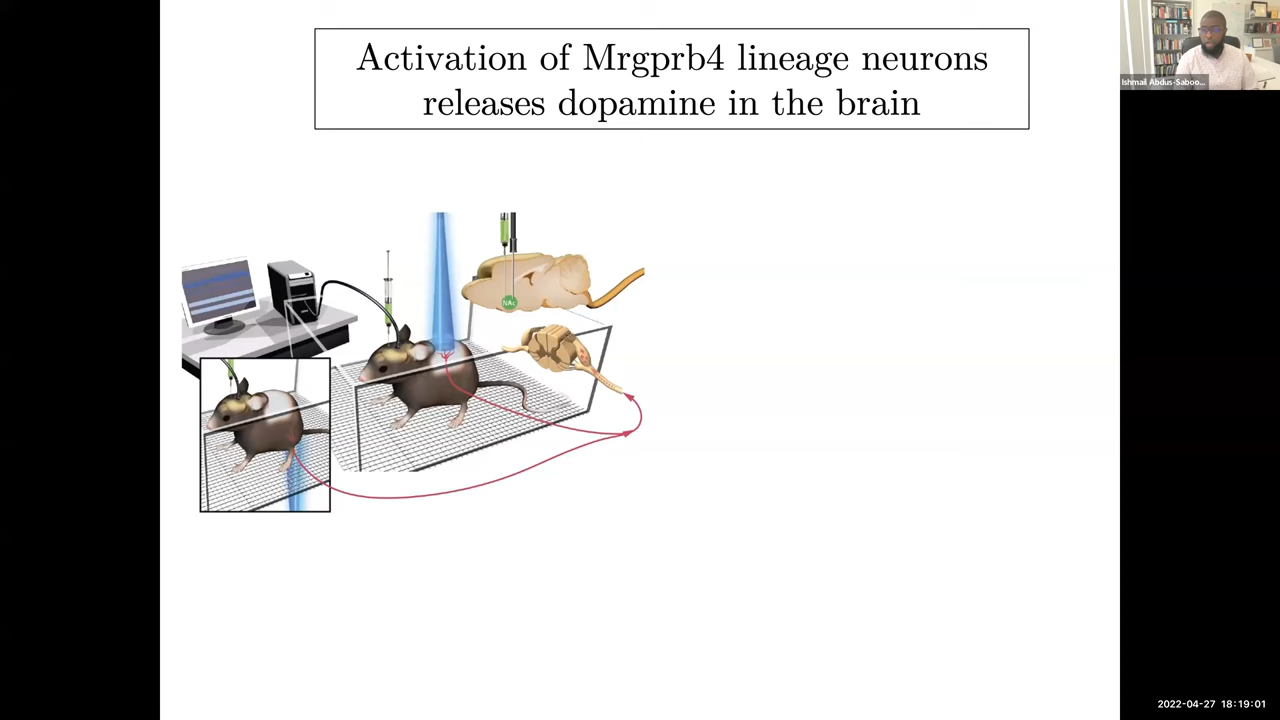 Activation of Mrgprb4 lineage neurons
releases dopamine in the brain
Ishmail Abdus-Saboo...
NAc
2022-04-27 18:19:01